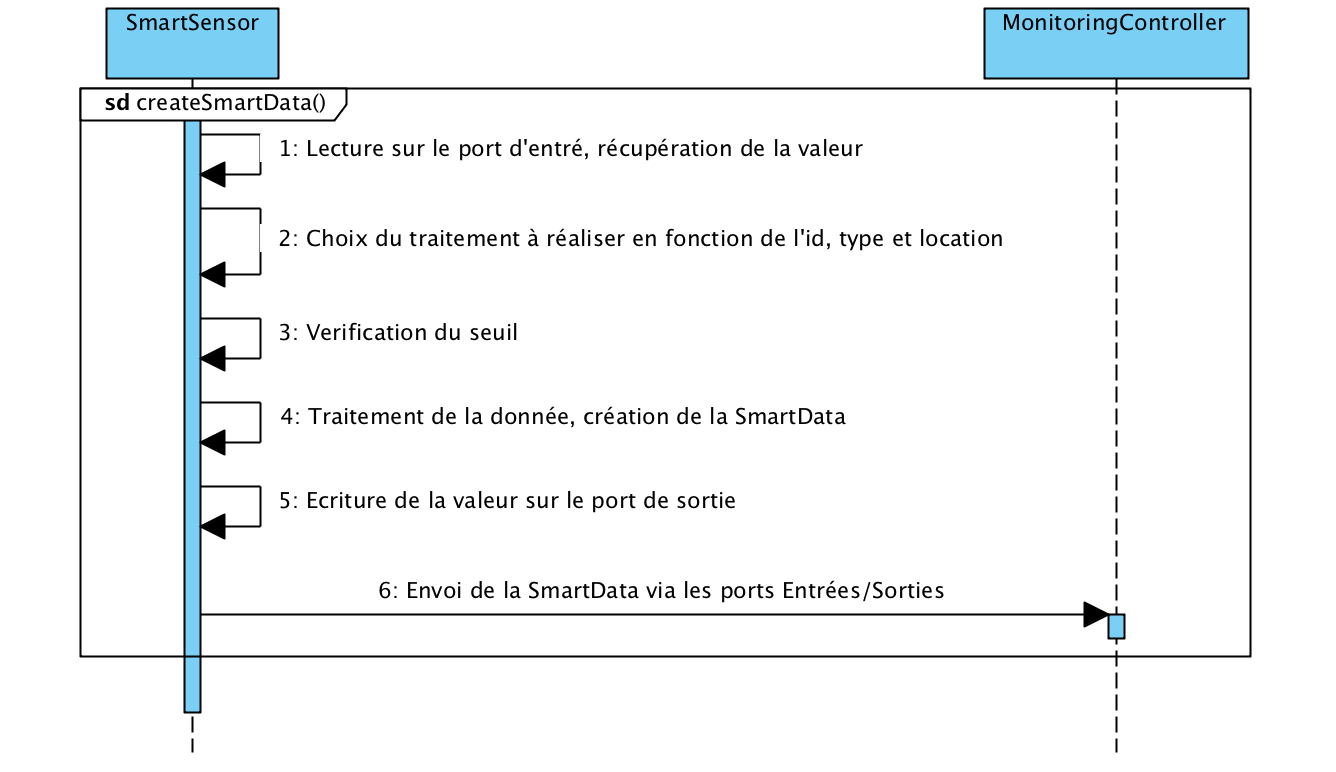 SmartSensor
MonitoringController
sd createSmartData()
1: Lecture sur le port d'entré, récupération de la valeur
2: Choix du traitement à réaliser en fonction de l'id, type et location
3: Verification du seuil
4: Traitement de la donnée, création de la SmartData
5: Ecriture de la valeur sur le port de sortie
6: Envoi de la SmartData via les ports Entrées/Sorties